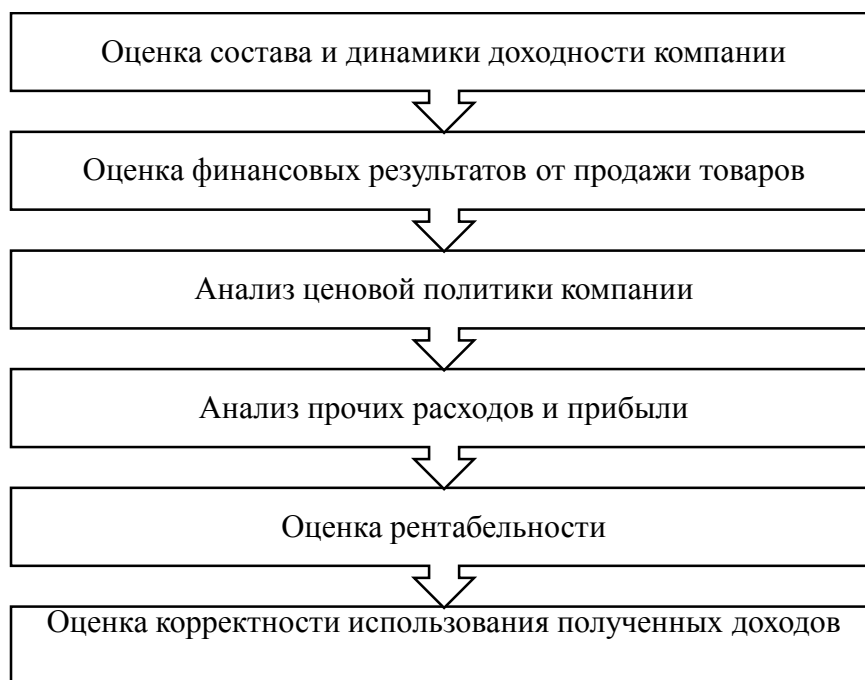 Оценка состава и динамики доходности компании
Оценка финансовых результатов от продажи товаров
Анализ ценовой политики компании
Анализ прочих расходов и прибыли
Оценка рентабельности
Оценка корректности использования полученных доходов